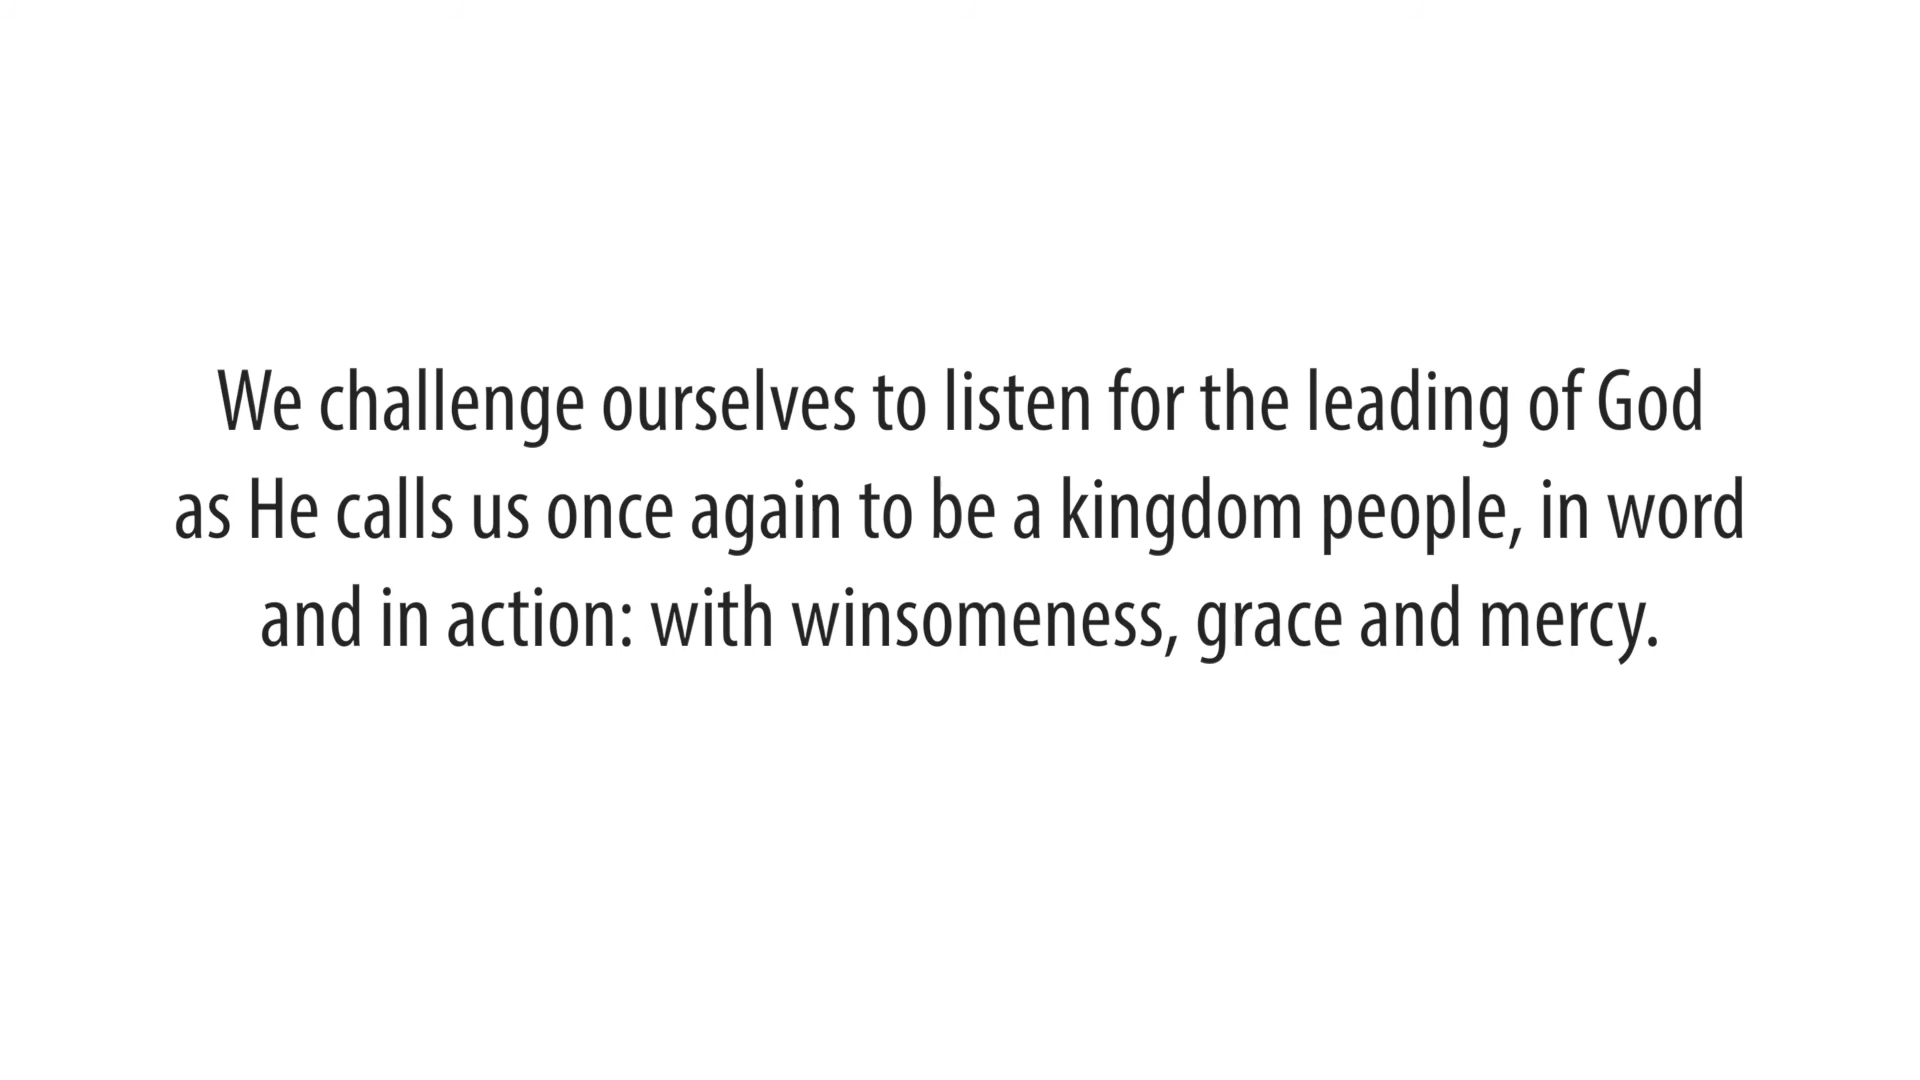 We challenge ourselves to listen for the leading of God
as He calls us once again to be a kingdom people, in word
and in action: with winsomeness, grace and mercy.